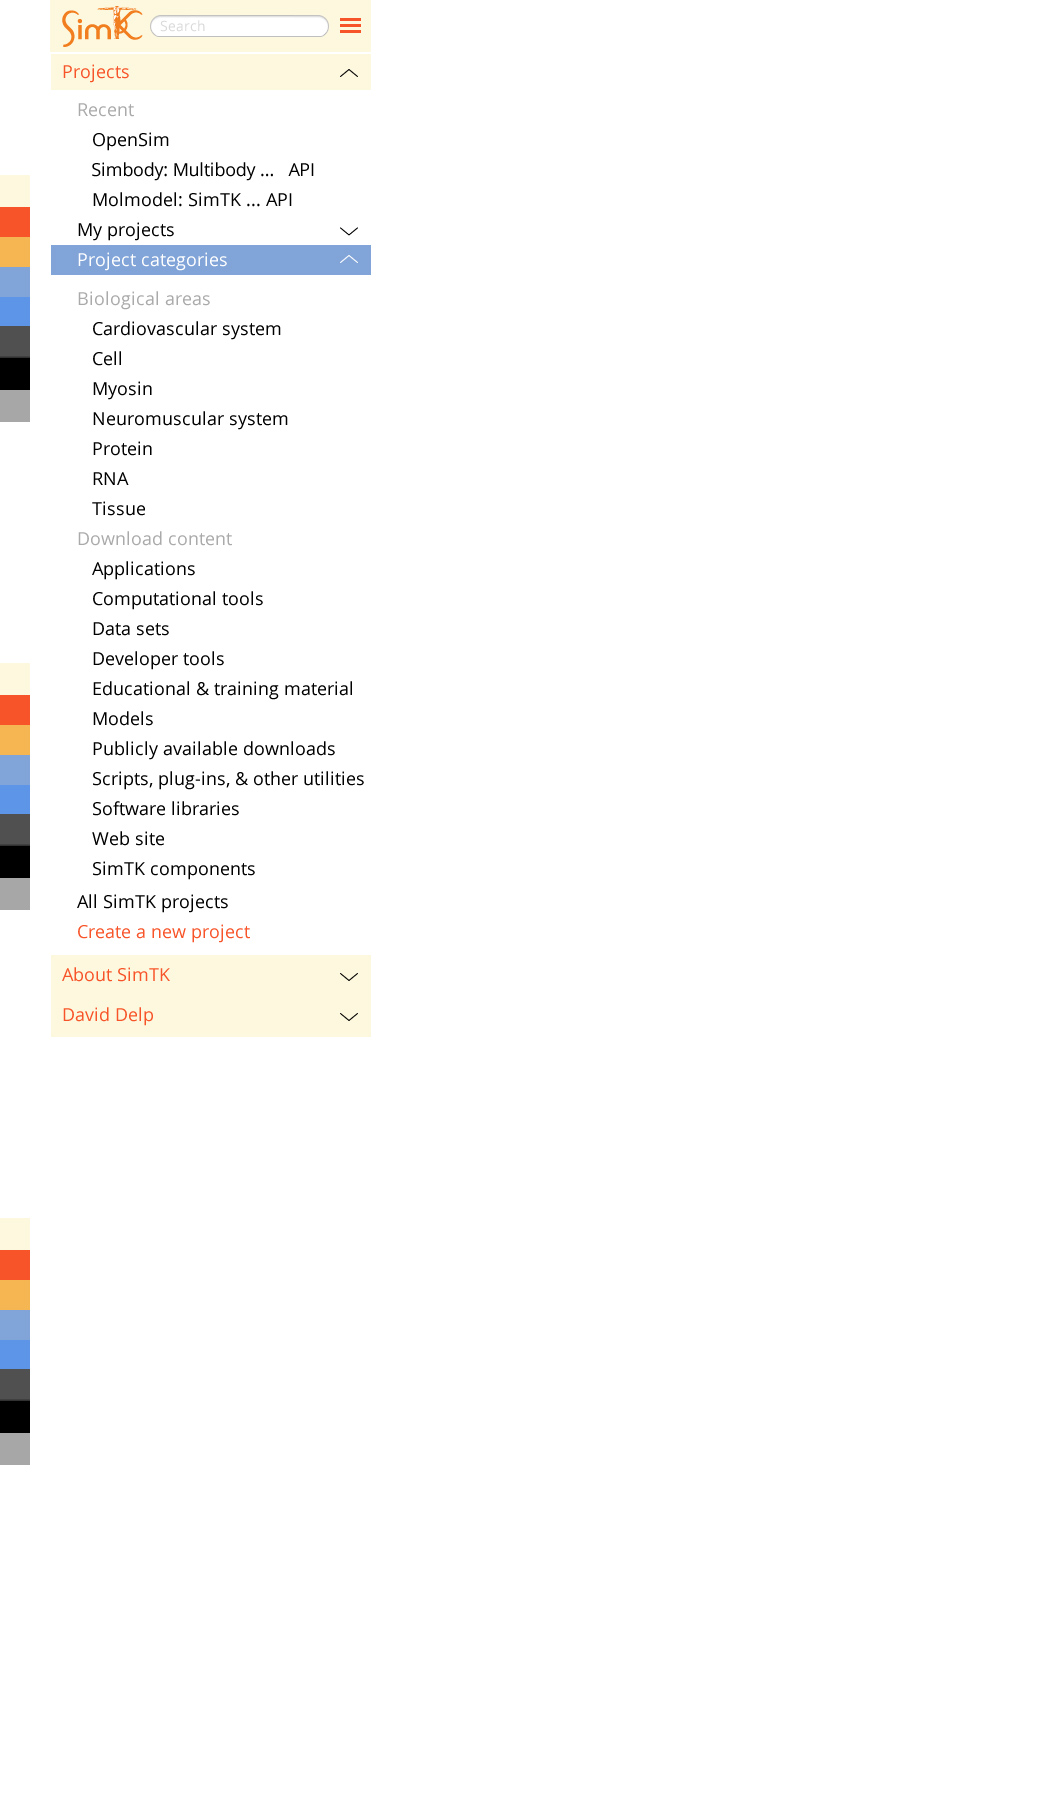 SimTK
Search
Projects
Recent
OpenSim
Simbody: Multibody ... API
Molmodel: SimTK ... API
My projects
Project categories
Biological areas
Cardiovascular system
Cell
Myosin
Neuromuscular system
Protein
RNA
Tissue
Download content
Applications
Computational tools
Data sets
Developer tools
Educational & training material
Models
Publicly available downloads
Scripts, plug-ins, & other utilities
Software libraries
Web site
SimTK components
All SimTK projects
Create a new project
About SimTK
David Delp